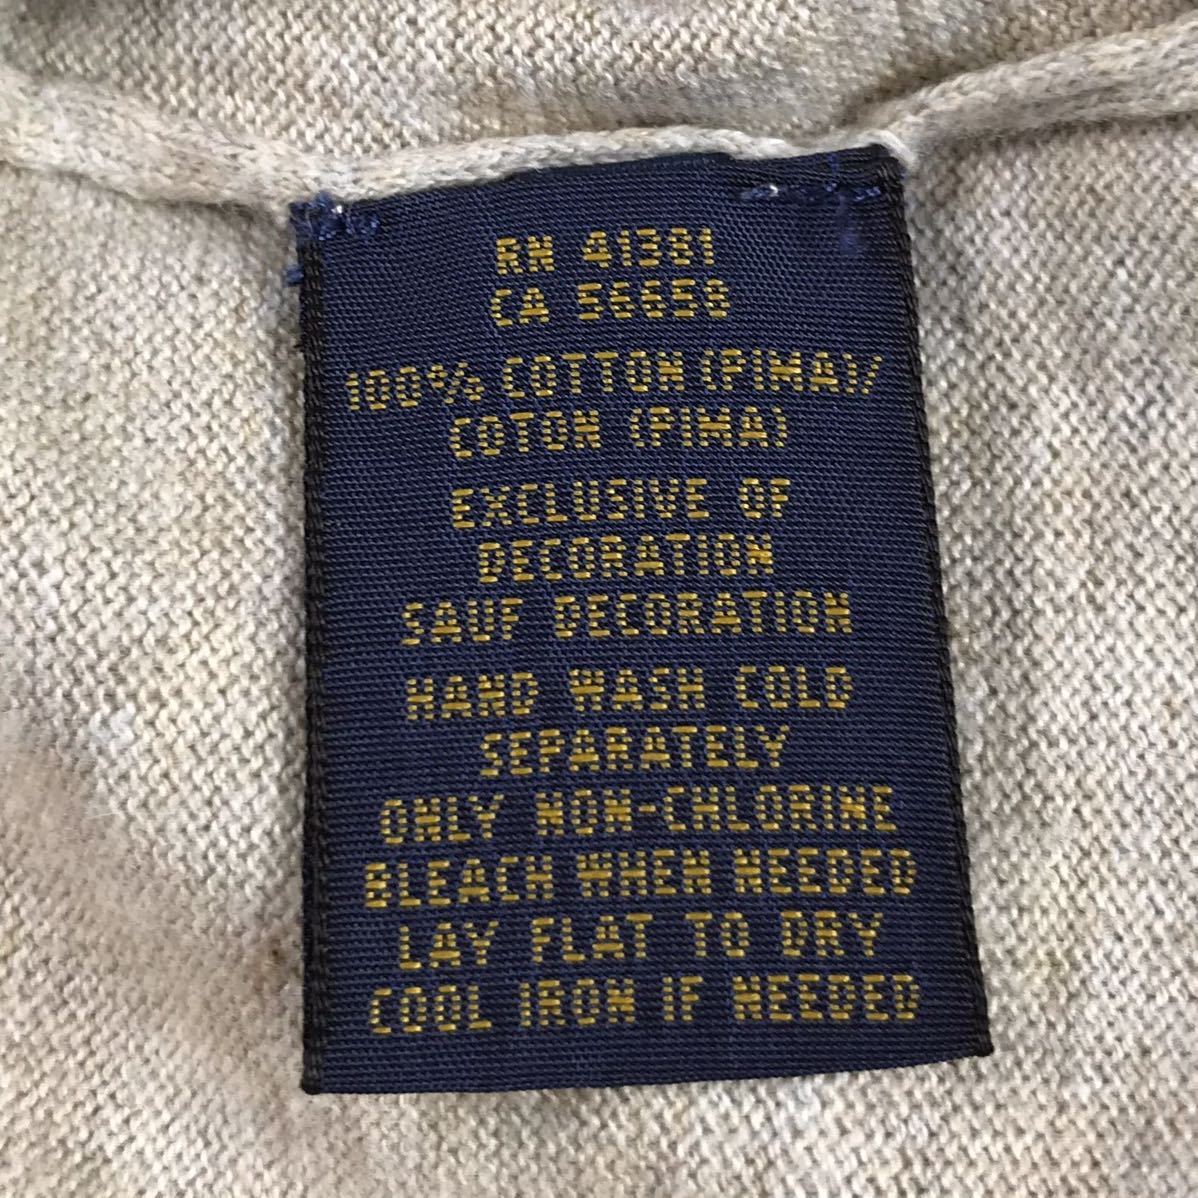 RN 41381
CA 56658
100% COTTON (PIMA)/
COTON (PIMA)
EXCLUSIVE OF
DECORATION
SAUF DECORATION
HAND WASH COLD
SEPARATELY
ONLY NON-CHLORINE
BLEACH WHEN NEEDED
LAY FLAT TO DRY
COOL IRON IF NEEDED